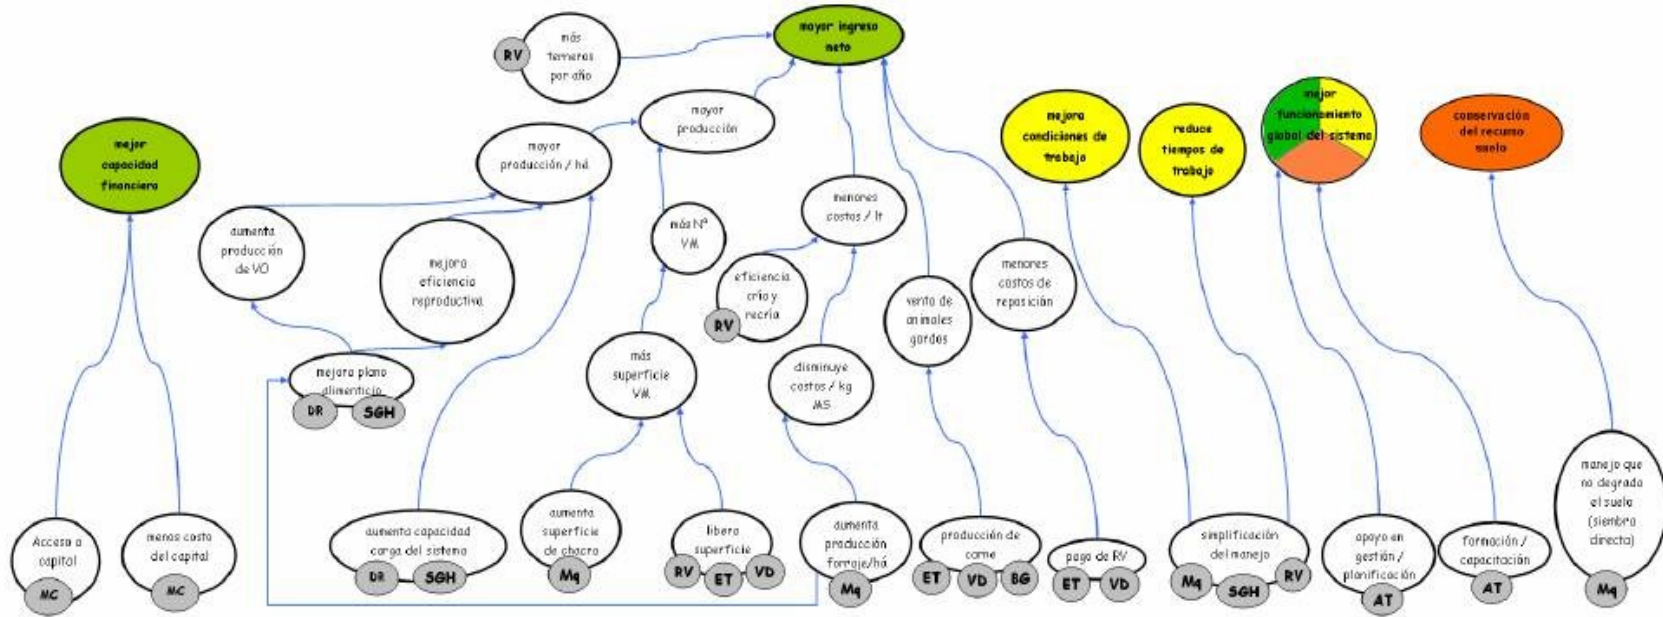 más
terneros
por año
RV
mayor ingreso
neto
mayor
producción
mayor
producción / há
mejor
capacidad
financiera
mejora
condiciones de
trabajo
reduce
tiempos de
trabajo
mejor
funcionamiento
global del sistema
conservación
del recurso
suelo
aumenta
producción
de VO
mejora
eficiencia
reproductiva
más Nº
VM
menores
costos / lt
eficiencia
cría y
recría
RV
venta de
animales
gordos
menores
costos de
reposición
mejora plano
alimenticio
DR
SGH
más
superficie
VM
disminuye
costos / kg
MS
Acceso a
capital
MC
menos costo
del capital
MC
aumenta capacidad
carga del sistema
DR
SGH
aumenta
superficie
de chacra
Mq
libera
superficie
RV
ET
VD
aumenta
producción
forraje/há
Mq
producción de
carne
ET
VD
BG
pago de RV
ET
VD
simplificación
del manejo
Mq
SGH
RV
apoyo en
gestión /
planificación
AT
formación /
capacitación
AT
manejo que
no degrada
el suelo
(siembra
directa)
Mq